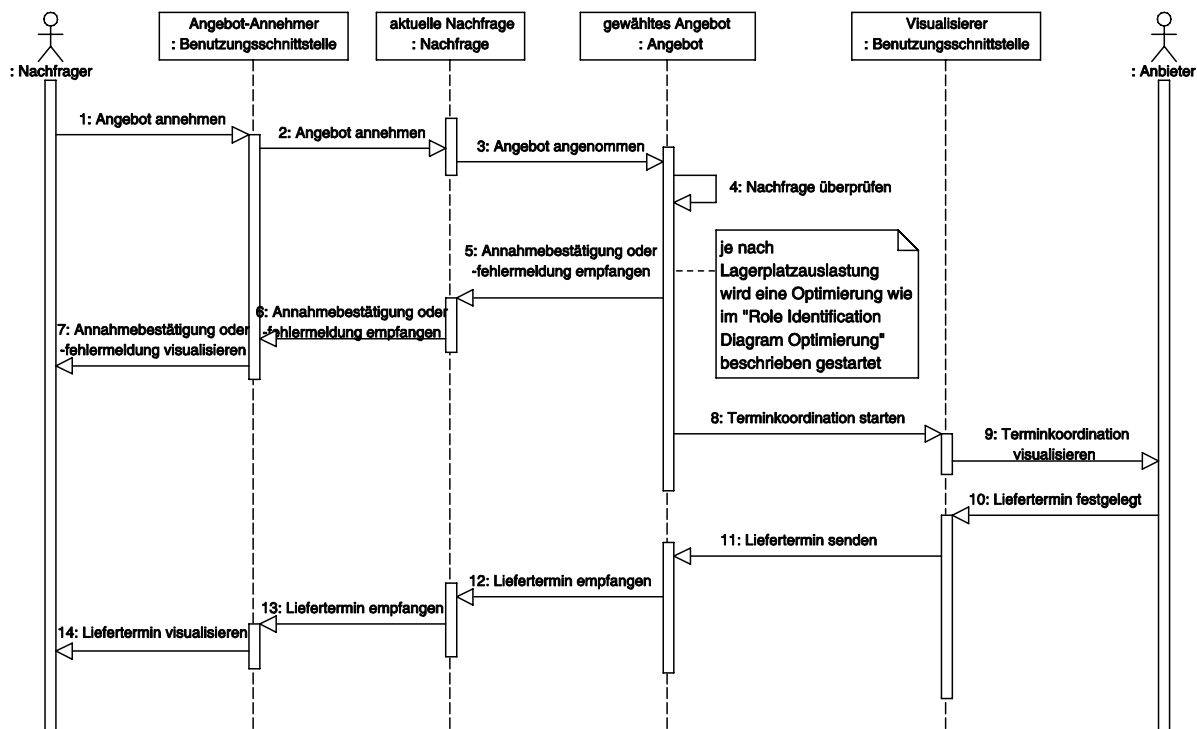 Angebot-Annehmer
: Benutzungsschnittstelle
aktuelle Nachfrage
: Nachfrage
gewähltes Angebot
: Angebot
Visualisierer
: Benutzungsschnittstelle
: Nachfrager
: Anbieter
1: Angebot annehmen
2: Angebot annehmen
3: Angebot angenommen
4: Nachfrage überprüfen
je nach
Lagerplatzauslastung
wird eine Optimierung wie
im "Role Identification
Diagram Optimierung"
beschrieben gestartet
5: Annahmebestätigung oder
-fehlermeldung empfangen
6: Annahmebestätigung oder
-fehlermeldung empfangen
7: Annahmebestätigung oder
-fehlermeldung visualisieren
8: Terminkoordination starten
9: Terminkoordination
visualisieren
10: Liefertermin festgelegt
11: Liefertermin senden
12: Liefertermin empfangen
13: Liefertermin empfangen
14: Liefertermin visualisieren